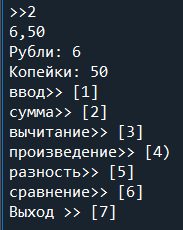 >>2
6,50
Рубли: 6
Копейки: 50
ввод>> [1]
сумма>> [2]
вычитание>> [3]
произведение>> [4)
разность>> [5]
сравнение>> [6]
Выход >> [7]